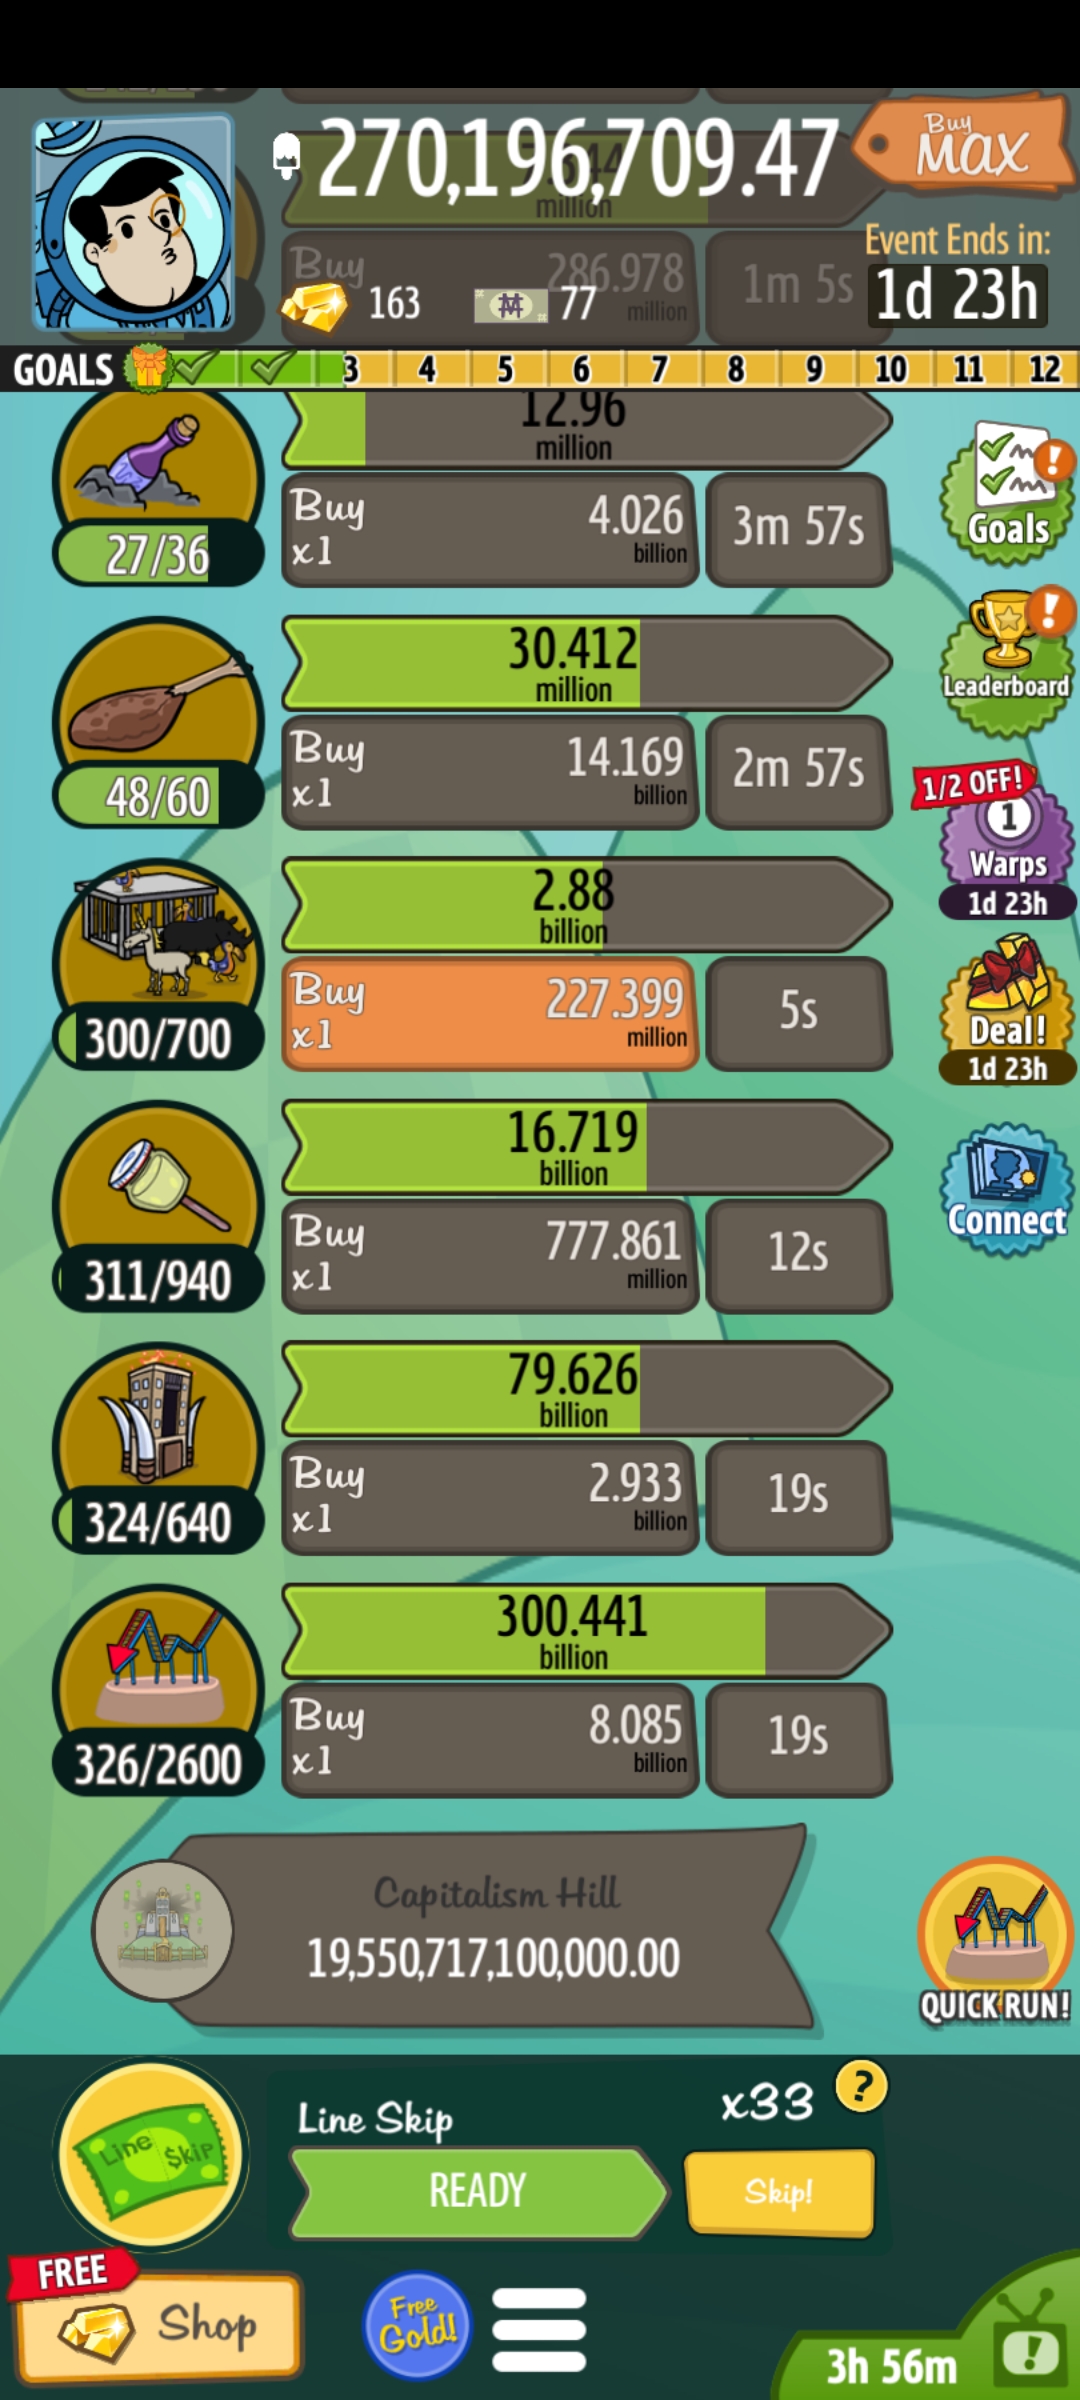 270,196,709.47
Buy
MAX
million
Buy
286.978
million
1m 5s
163
77
Event Ends in:
1d 23h
GOALS
3
4
5
6
7
8
9
10
11
12
12.96
million
27/36
Buy
x1
4.026
billion
3m 57s
Goals
30.412
million
48/60
Buy
x1
14.169
billion
2m 57s
Leaderboard
1/2 OFF!
1
Warps
1d 23h
2.88
billion
300/700
Buy
x1
227.399
million
5s
Deal!
1d 23h
16.719
billion
311/940
Buy
x1
777.861
million
12s
Connect
79.626
billion
324/640
Buy
x1
2.933
billion
19s
300.441
billion
326/2600
Buy
x1
8.085
billion
19s
Capitalism Hill
19,550,717,100,000.00
QUICK RUN!
Line $kip
Line Skip
x33
?
READY
Skip!
FREE
Shop
Free
Gold!
3h 56m